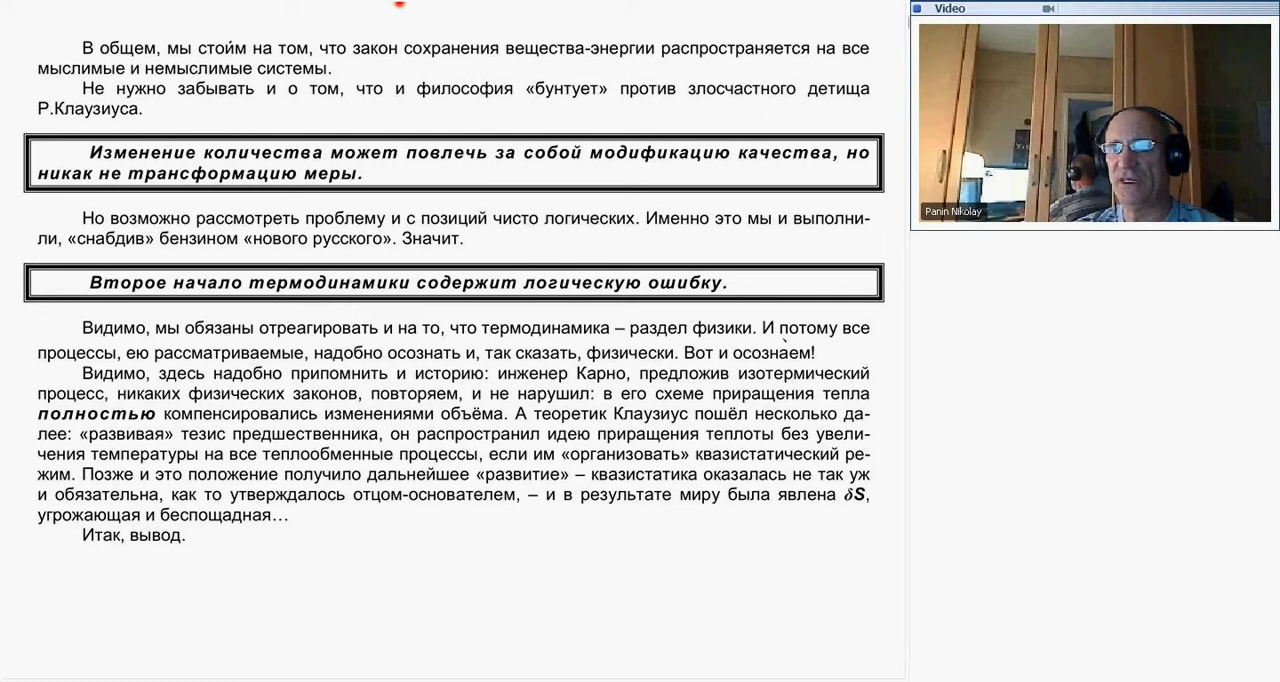 В общем, мы стои́м на том, что закон сохранения вещества-энергии распространяется на все
мыслимые и немыслимые системы.
Не нужно забывать и о том, что и философия «бунтует» против злосчастного детища
Р.Клаузиуса.
Изменение количества может повлечь за собой модификацию качества, но
никак не трансформацию меры.
Но возможно рассмотреть проблему и с позиций чисто логических. Именно это мы и выполни-
ли, «снабдив» бензином «нового русского». Значит.
Второе начало термодинамики содержит логическую ошибку.
Видимо, мы обязаны отреагировать и на то, что термодинамика – раздел физики. И потому все
процессы, ею рассматриваемые, надобно осознать и, так сказать, физически. Вот и осозна̀ем!
Видимо, здесь надобно припомнить и историю: инженер Карно, предложив изотермический
процесс, никаких физических законов, повторяем, и не нарушил: в его схеме приращения тепла
полностью компенсировались изменениями объёма. А теоретик Клаузиус пошёл несколько да-
лее: «развивая» тезис предшественника, он распространил идею приращения теплоты без увели-
чения температуры на все теплообменные процессы, если им «организовать» квазистатический ре-
жим. Позже и это положение получило дальнейшее «развитие» – квазистатика оказалась не так уж
и обязательна, как то утверждалось отцом-основателем, – и в результате миру была явлена δS,
угрожающая и беспощадная…
Итак, вывод.
Video
Panin Nikolay